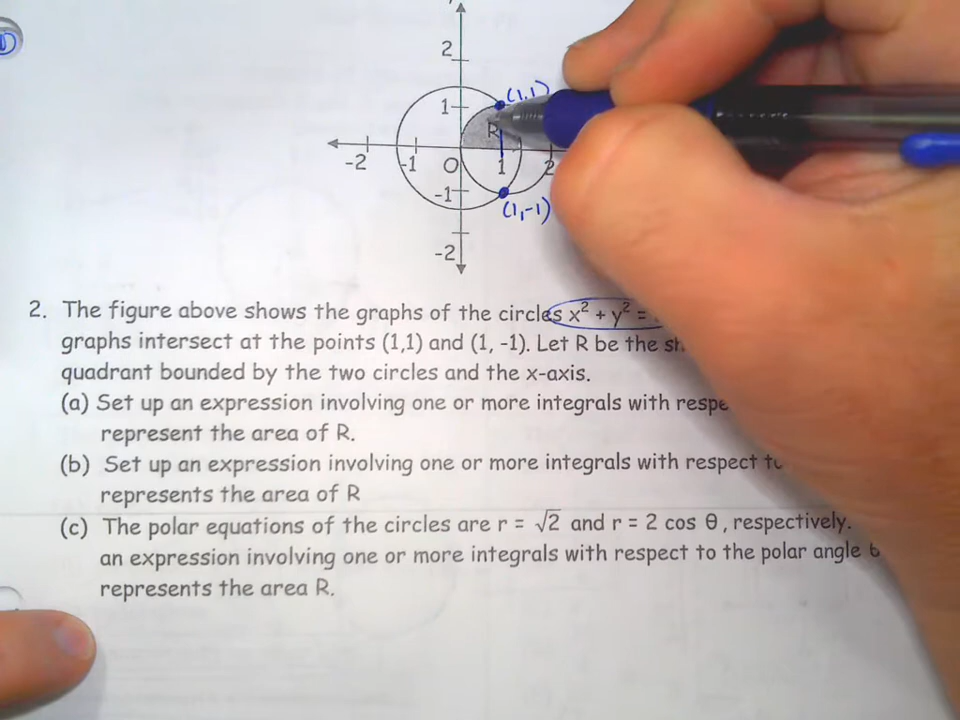 2
(1,1)
1
R
-2 -1 O 1 2
-1
(1,-1)
-2
2. The figure above shows the graphs of the circles x² + y² =
graphs intersect at the points (1,1) and (1, -1). Let R be the
quadrant bounded by the two circles and the x-axis.
(a) Set up an expression involving one or more integrals with
represent the area of R.
(b) Set up an expression involving one or more integrals with respect
represents the area of R
(c) The polar equations of the circles are r = √2 and r = 2 cos θ, respectively.
an expression involving one or more integrals with respect to the polar angle
represents the area R.